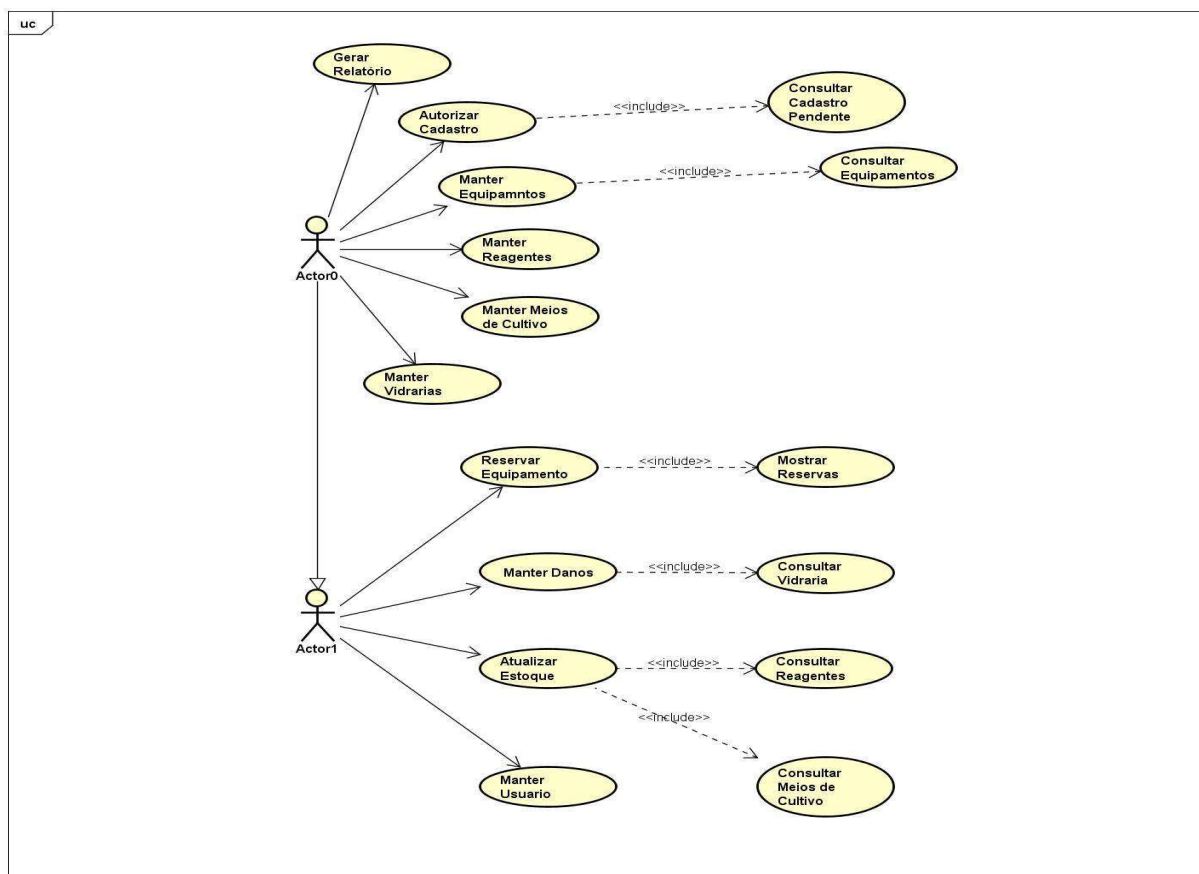 uc
Gerar
Relatório
Autorizar
Cadastro
<<include>>
Consultar
Cadastro
Pendente
Manter
Equipamntos
<<include>>
Consultar
Equipamentos
Actor0
Manter
Reagentes
Manter Meios
de Cultivo
Manter
Vidrarias
Reservar
Equipamento
<<include>>
Mostrar
Reservas
Manter Danos
<<include>>
Consultar
Vidraria
Actor1
Atualizar
Estoque
<<include>>
Consultar
Reagentes
<<include>>
Consultar
Meios de
Cultivo
Manter
Usuario